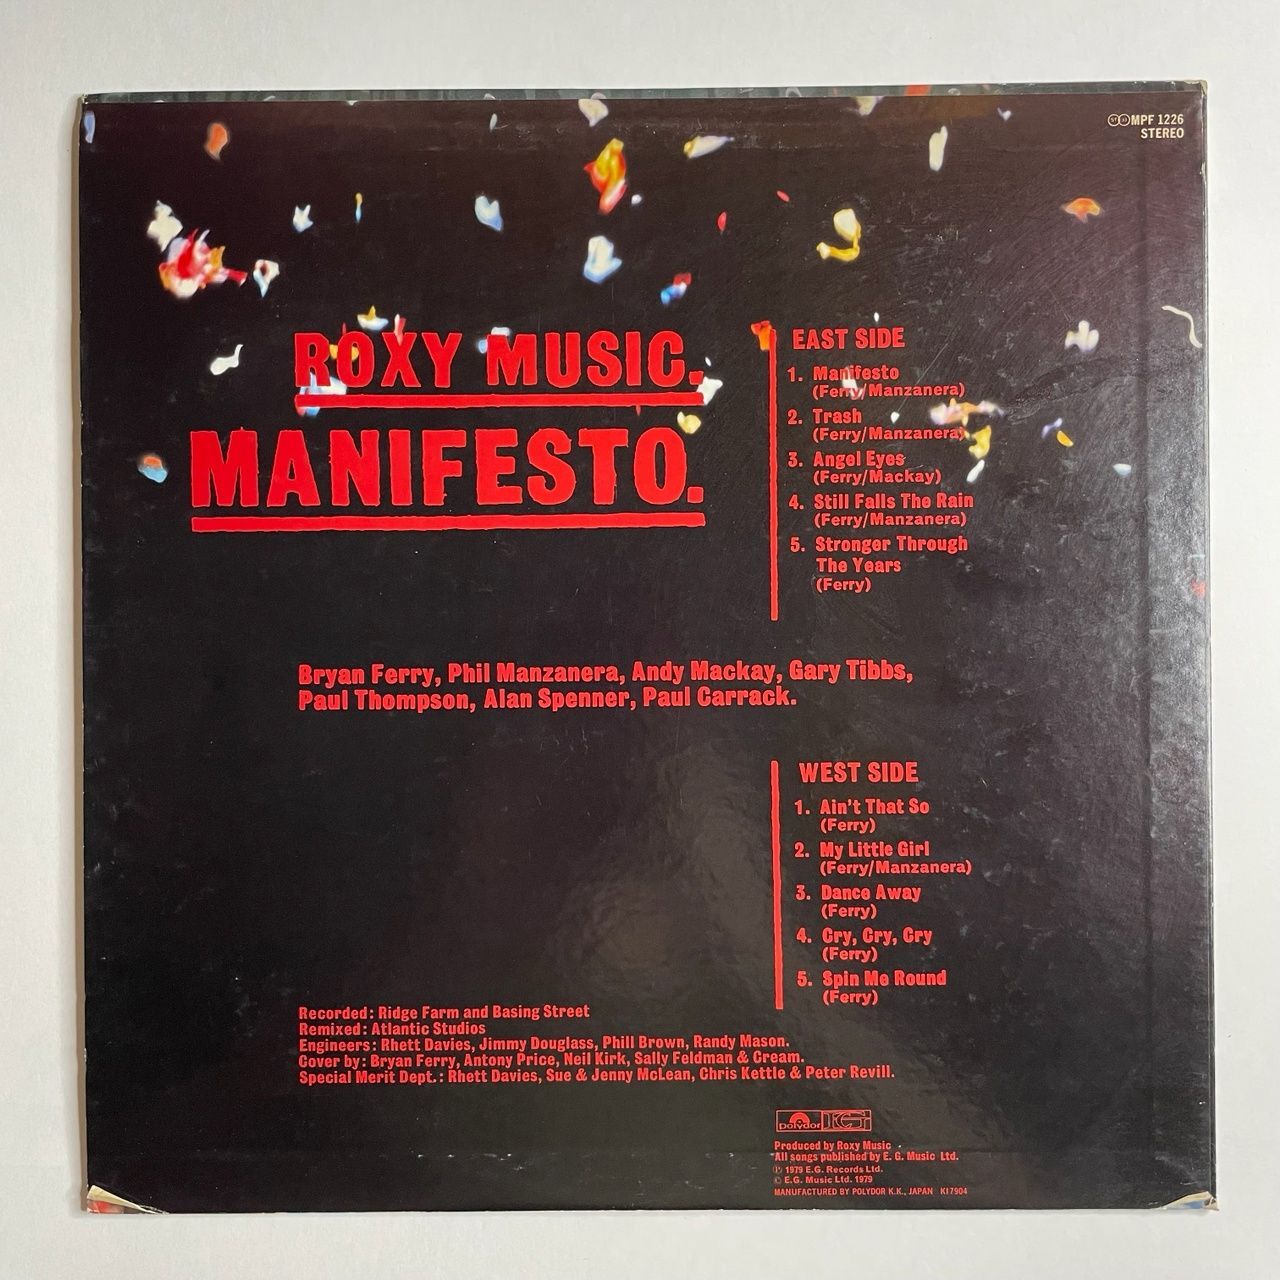 MPF 1226
STEREO
ROXY MUSIC.
MANIFESTO.
EAST SIDE
1. Manifesto
(Ferry/Manzanera)
2. Trash
(Ferry/Manzanera)
3. Angel Eyes
(Ferry/Mackay)
4. Still Falls The Rain
(Ferry/Manzanera)
5. Stronger Through
The Years
(Ferry)
Bryan Ferry, Phil Manzanera, Andy Mackay, Gary Tibbs,
Paul Thompson, Alan Spenner, Paul Carrack.
WEST SIDE
1. Ain't That So
(Ferry)
2. My Little Girl
(Ferry/Manzanera)
3. Dance Away
(Ferry)
4. Cry, Cry, Cry
(Ferry)
5. Spin Me Round
(Ferry)
Recorded: Ridge Farm and Basing Street
Remixed: Atlantic Studios
Engineers: Rhett Davies, Jimmy Douglass, Phill Brown, Randy Mason.
Cover by: Bryan Ferry, Antony Price, Neil Kirk, Sally Feldman & Cream.
Special Merit Dept.: Rhett Davies, Sue & Jenny McLean, Chris Kettle & Peter Revill.
Polydor EG
Produced by Roxy Music
All songs published by E. G. Music Ltd.
℗ 1979 E.G. Records Ltd.
© E.G. Music Ltd. 1979
MANUFACTURED BY POLYDOR K.K., JAPAN KI7904